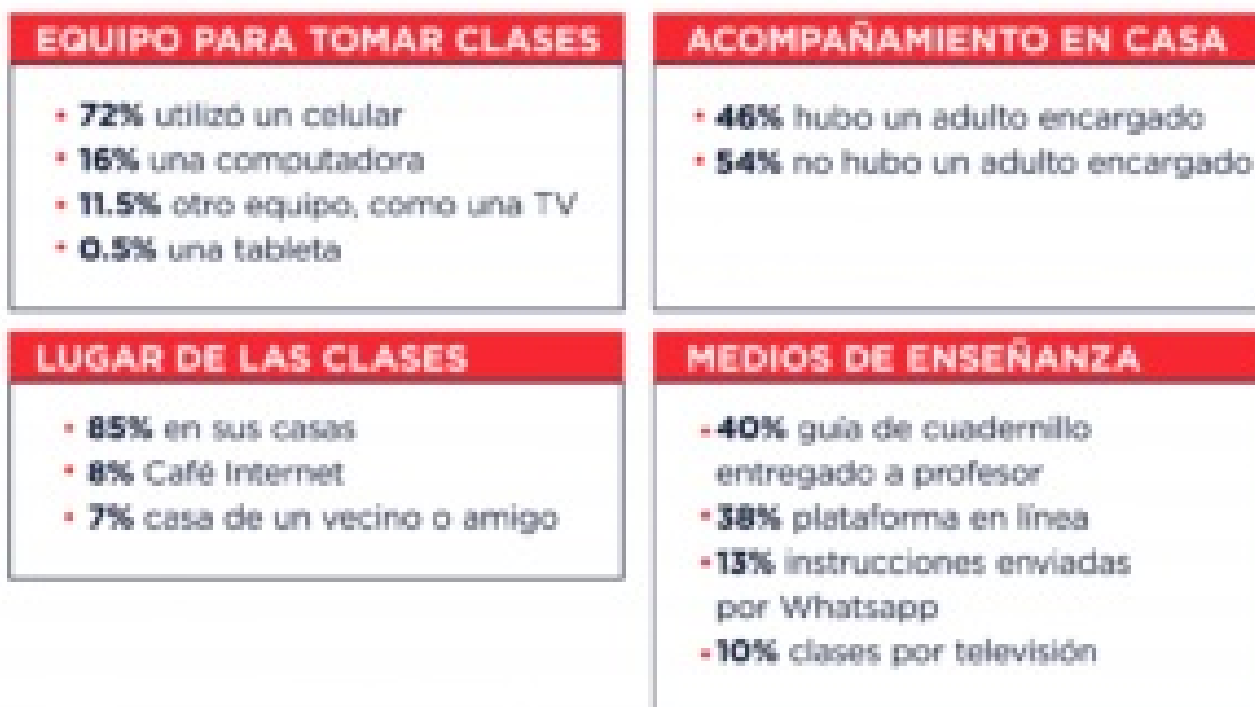 EQUIPO PARA TOMAR CLASES
• 72% utilizó un celular
• 16% una computadora
• 11.5% otro equipo, como una TV
• 0.5% una tableta
ACOMPAÑAMIENTO EN CASA
• 46% hubo un adulto encargado
• 54% no hubo un adulto encargado
LUGAR DE LAS CLASES
• 85% en sus casas
• 8% Café Internet
• 7% casa de un vecino o amigo
MEDIOS DE ENSEÑANZA
• 40% guía de cuadernillo
entregado a profesor
• 38% plataforma en línea
• 13% instrucciones enviadas
por Whatsapp
• 10% clases por televisión